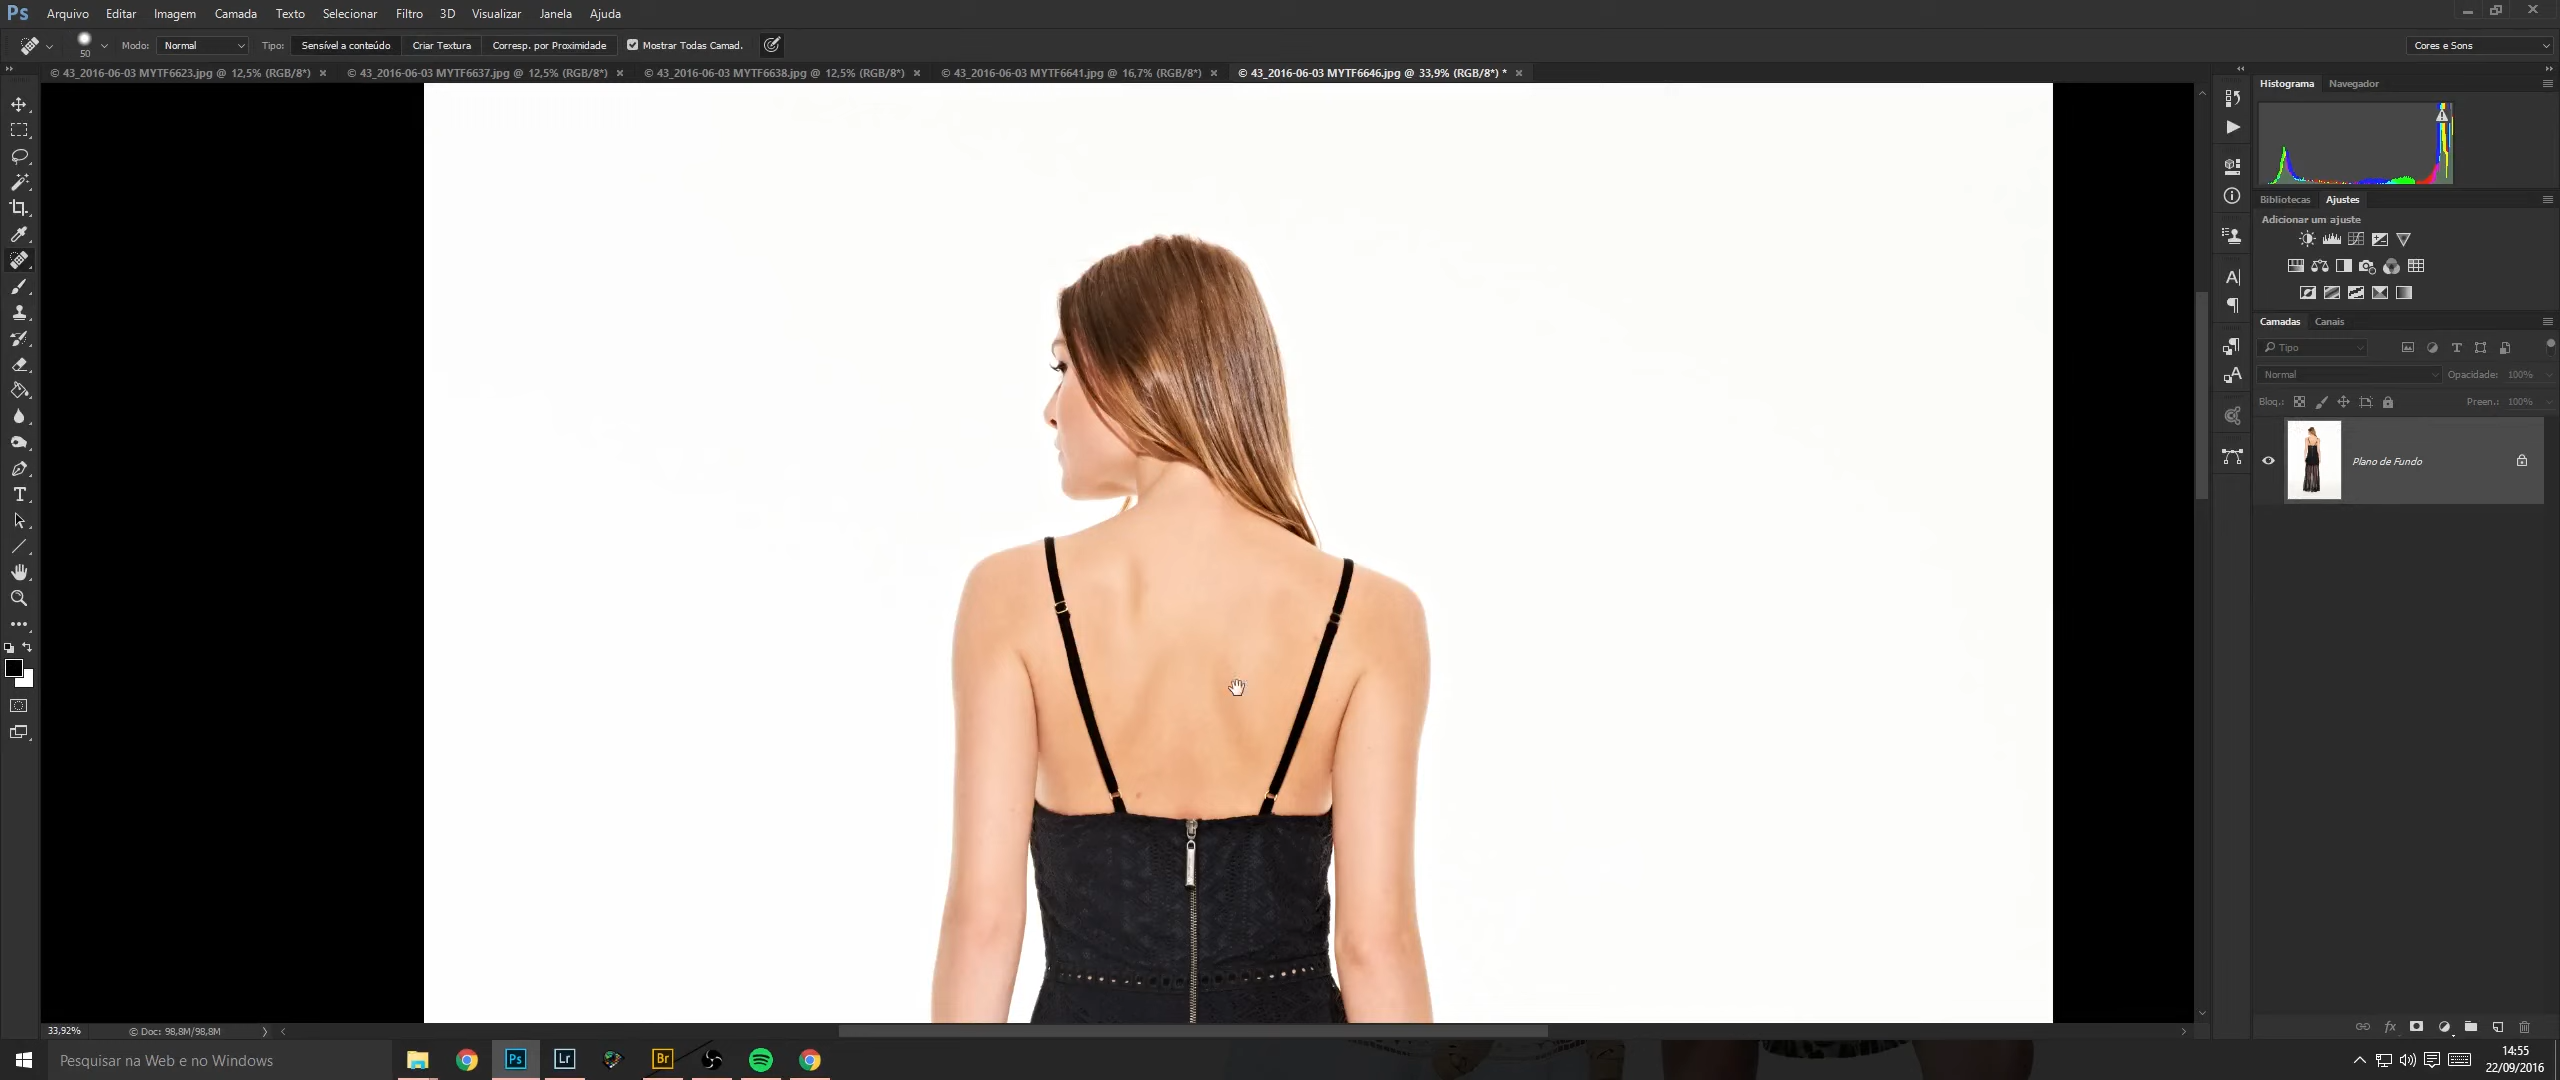 Ps Arquivo Editar Imagem Camada Texto Selecionar Filtro 3D Visualizar Janela Ajuda
50 Modo: Normal Tipo: Sensível a conteúdo Criar Textura Corresp. por Proximidade Mostrar Todas Camad. Cores e Sons
© 43_2016-06-03 MYTF6623.jpg @ 12,5% (RGB/8*) × © 43_2016-06-03 MYTF6637.jpg @ 12,5% (RGB/8*) × © 43_2016-06-03 MYTF6638.jpg @ 12,5% (RGB/8*) × © 43_2016-06-03 MYTF6641.jpg @ 16,7% (RGB/8*) × © 43_2016-06-03 MYTF6646.jpg @ 33,9% (RGB/8*) * ×
Histograma Navegador
Bibliotecas Ajustes
Adicionar um ajuste
Camadas Canais
Tipo
Normal Opacidade: 100%
Bloq.: Preen.: 100%
Plano de Fundo
33,92% © Doc: 98,8M/98,8M
Pesquisar na Web e no Windows
Ps Lr Br
14:55
22/09/2016